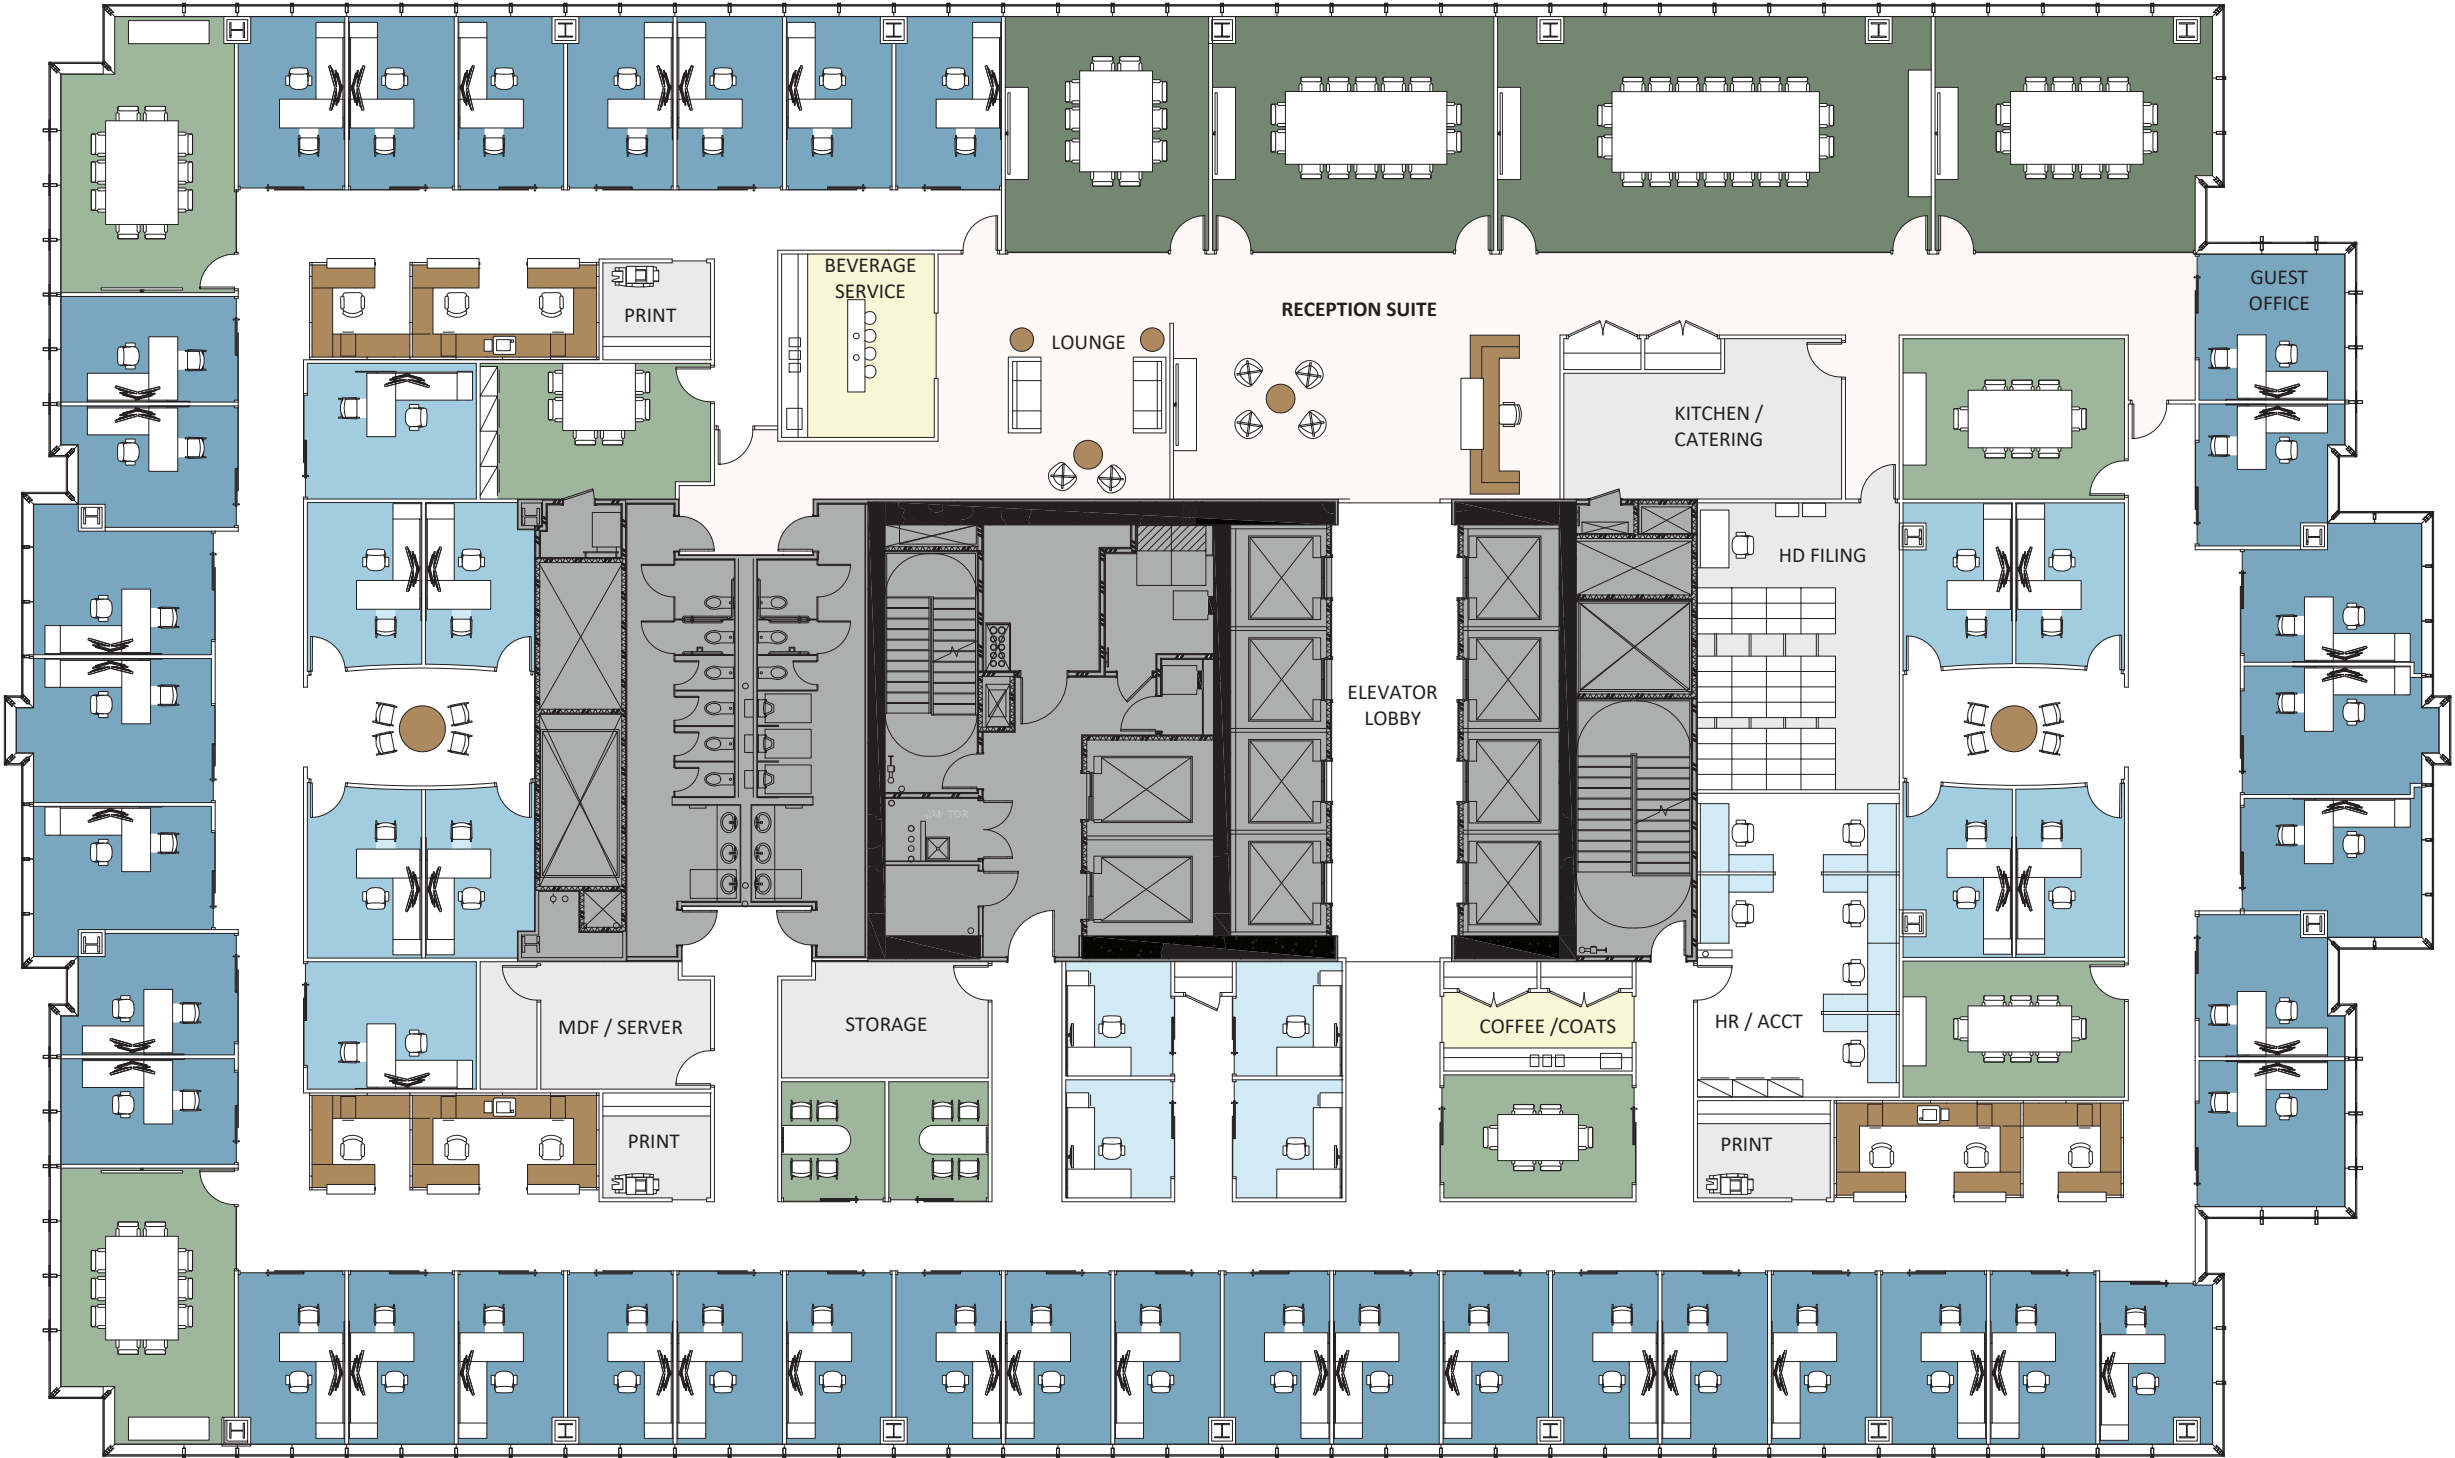 BEVERAGE
SERVICE
GUEST
OFFICE
PRINT
RECEPTION SUITE
LOUNGE
KITCHEN /
CATERING
HD FILING
ELEVATOR
LOBBY
MDF / SERVER
STORAGE
COFFEE /COATS
HR / ACCT
PRINT
PRINT